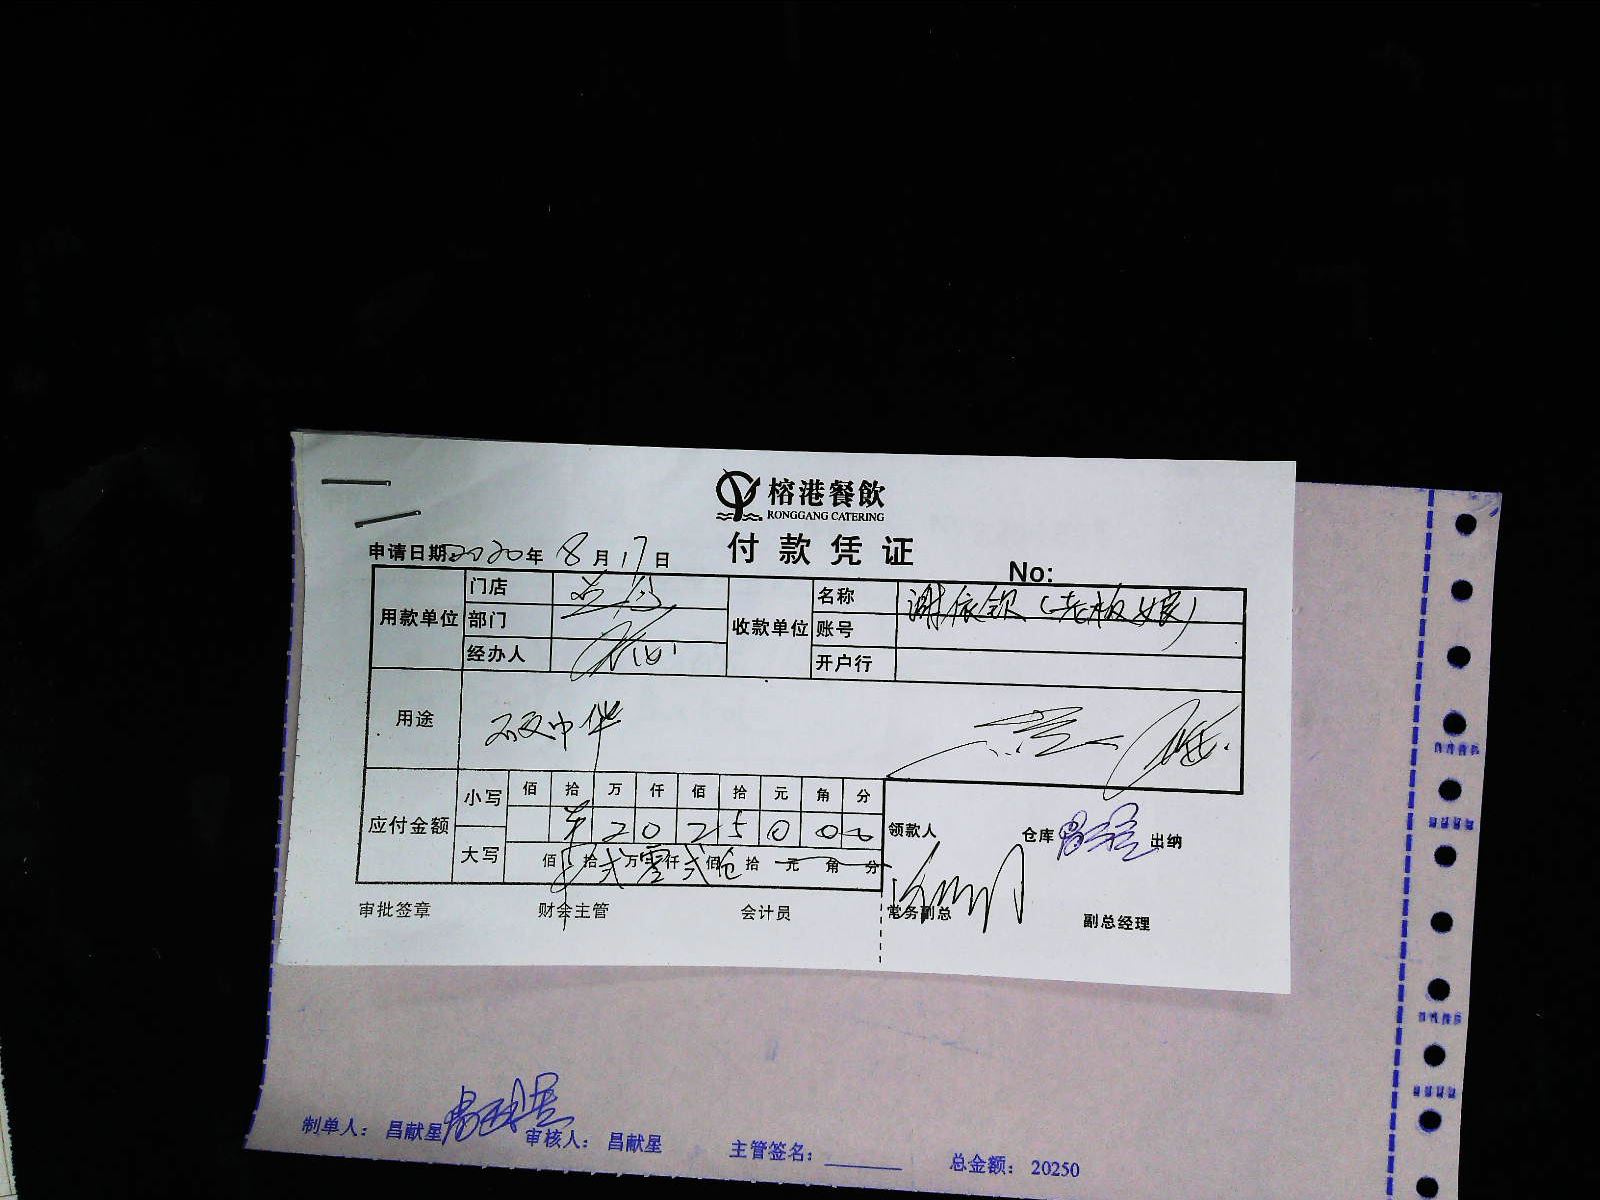 榕港餐飲
RONGGANG CATERING
付款凭证
申请日期2020年8月17日
No:
用款单位 门店 收款单位 名称 谢依钦(老板娘)
部门 账号
经办人 开户行
用途 硬中华
应付金额 小写 佰 拾 万 仟 佰 拾 元 角 分
2 0 2 5 0 0 0
大写 佰 拾 贰万 零仟 贰佰 拾 元 角 分
领款人 仓库 出纳
审批签章 财会主管 会计员 常务副总 副总经理
制单人: 昌献星 审核人: 昌献星 主管签名: 总金额: 20250